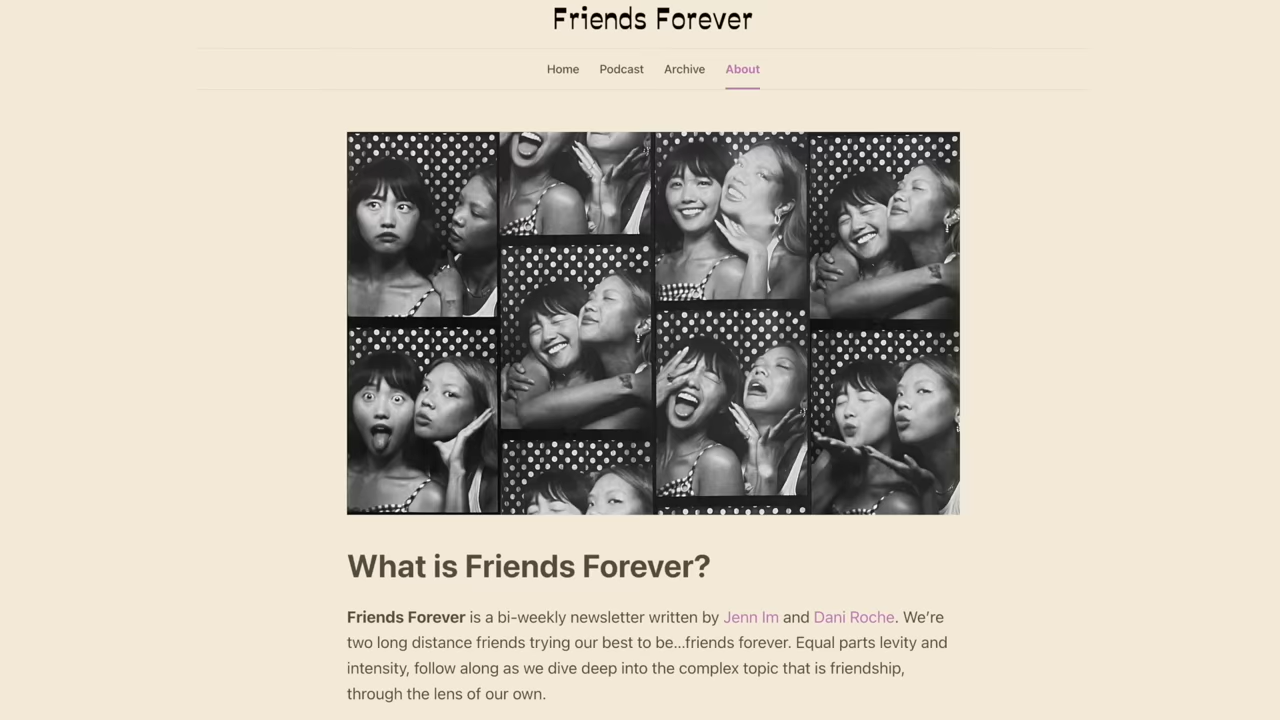 Friends Forever
Home Podcast Archive About
What is Friends Forever?
Friends Forever is a bi-weekly newsletter written by Jenn Im and Dani Roche. We’re
two long distance friends trying our best to be...friends forever. Equal parts levity and
intensity, follow along as we dive deep into the complex topic that is friendship,
through the lens of our own.